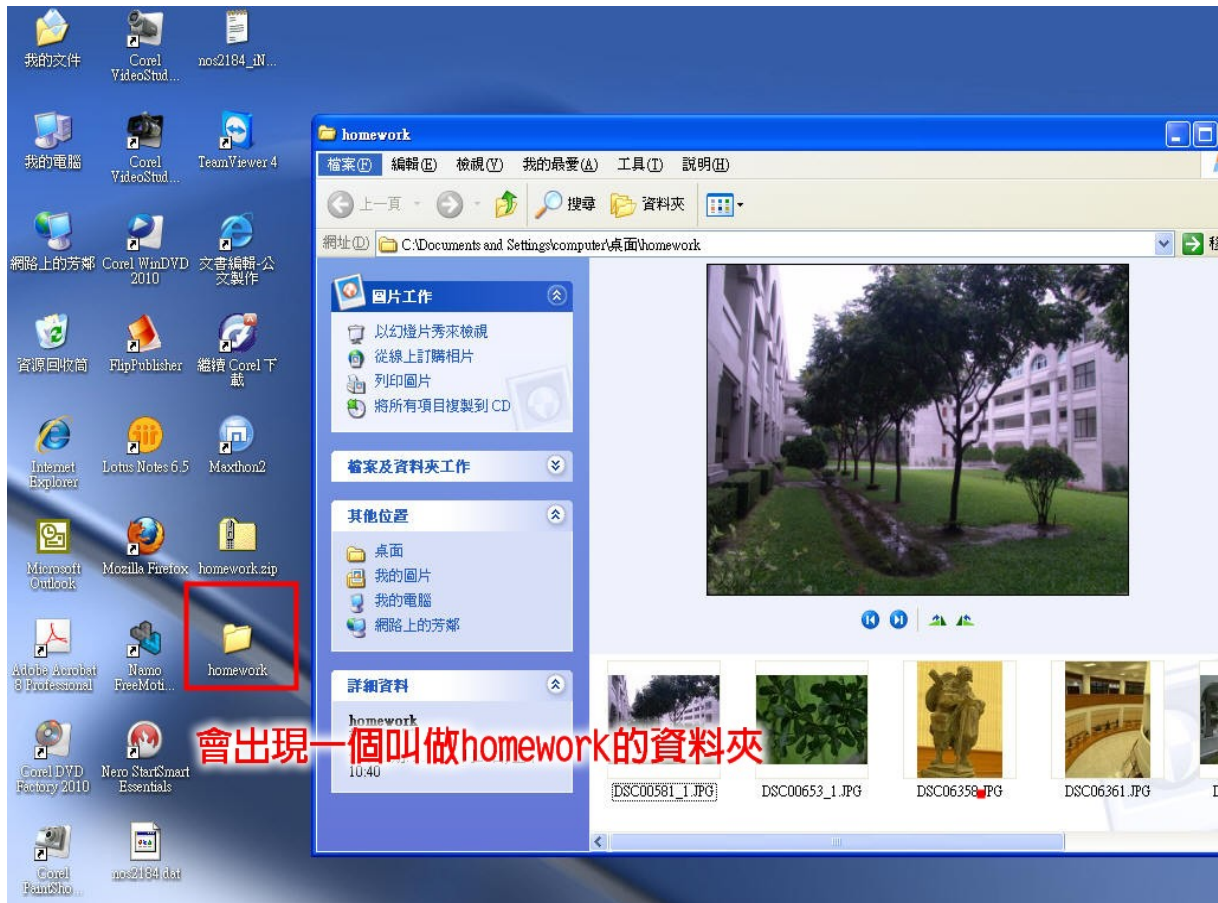 我的文件
Corel
VideoStud...
nos2184_iN...
我的電腦
Corel
VideoStud...
TeamViewer 4
網路上的芳鄰
Corel WinDVD
2010
文書編輯-公
文製作
資源回收筒
FlipPublisher
繼續 Corel 下
載
Internet
Explorer
Lotus Notes 6.5
Maxthon2
Microsoft
Outlook
Mozilla Firefox
homework.zip
Adobe Acrobat
8 Professional
Namo
FreeMoti...
homework
Corel DVD
Factory 2010
Nero StartSmart
Essentials
Corel
PaintSho...
nos2184.dat
homework
檔案(F) 編輯(E) 檢視(V) 我的最愛(A) 工具(T) 說明(H)
上一頁 搜尋 資料夾
網址(D) C:\Documents and Settings\computer\桌面\homework
圖片工作
以幻燈片秀來檢視
從線上訂購相片
列印圖片
將所有項目複製到 CD
檔案及資料夾工作
其他位置
桌面
我的圖片
我的電腦
網路上的芳鄰
詳細資料
homework
會出現一個叫做homework的資料夾
10:40
DSC00581_1.JPG DSC00653_1.JPG DSC06358.JPG DSC06361.JPG